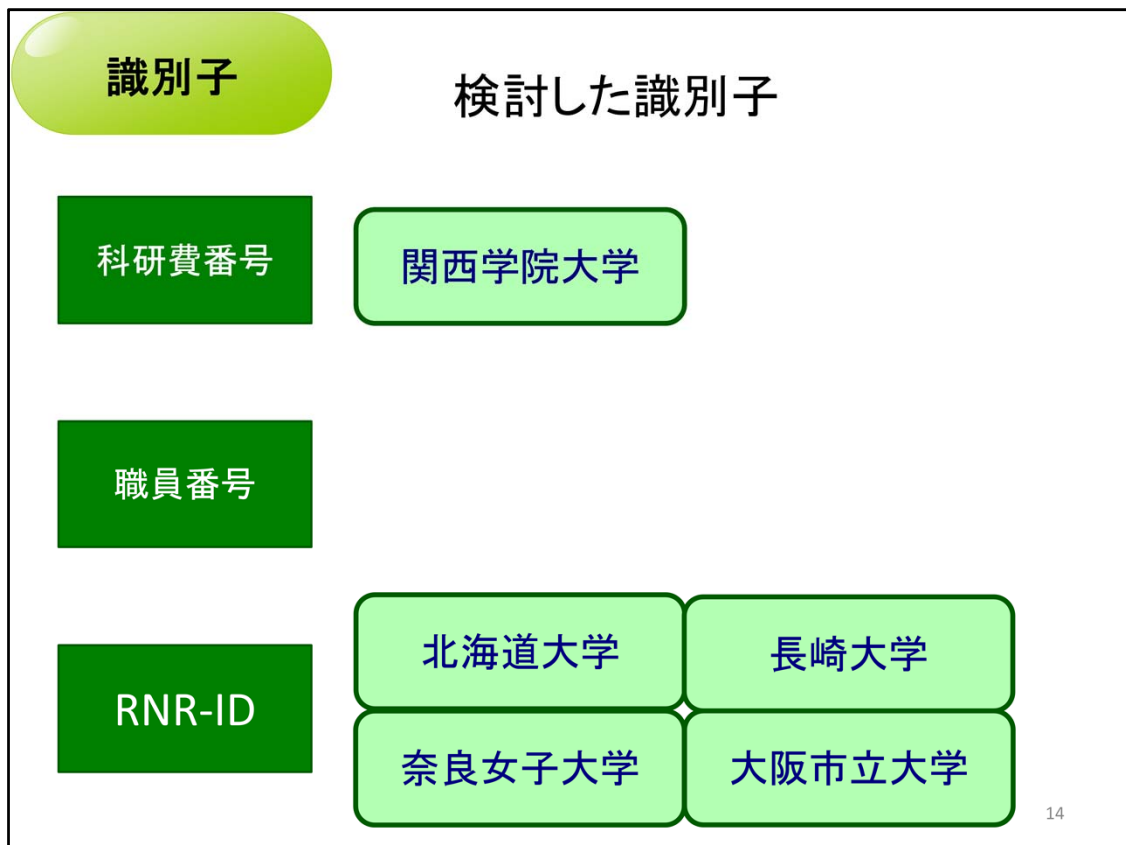 識別子
検討した識別子
科研費番号
関西学院大学
職員番号
RNR-ID
北海道大学
長崎大学
奈良女子大学
大阪市立大学
14